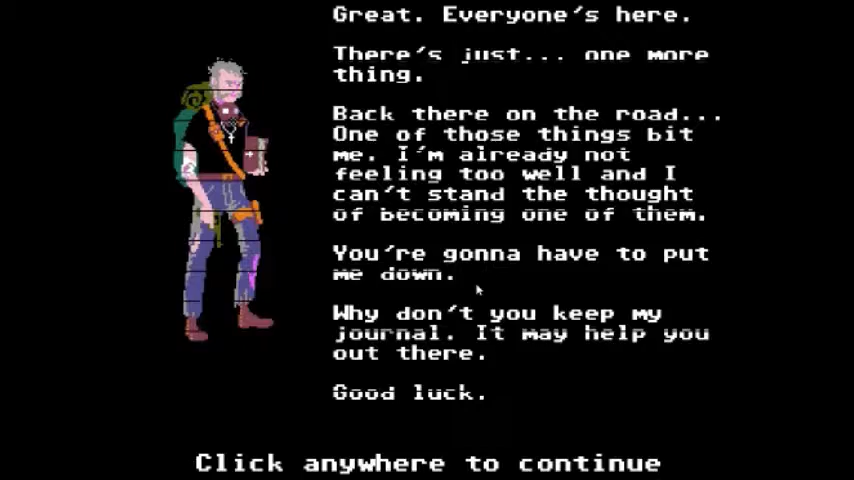 Great. Everyone's here.
There's just... one more
thing.
Back there on the road...
One of those things bit
me. I'm already not
feeling too well and I
can't stand the thought
of becoming one of them.
You're gonna have to put
me down.
Why don't you keep my
journal. It may help you
out there.
Good luck.
Click anywhere to continue